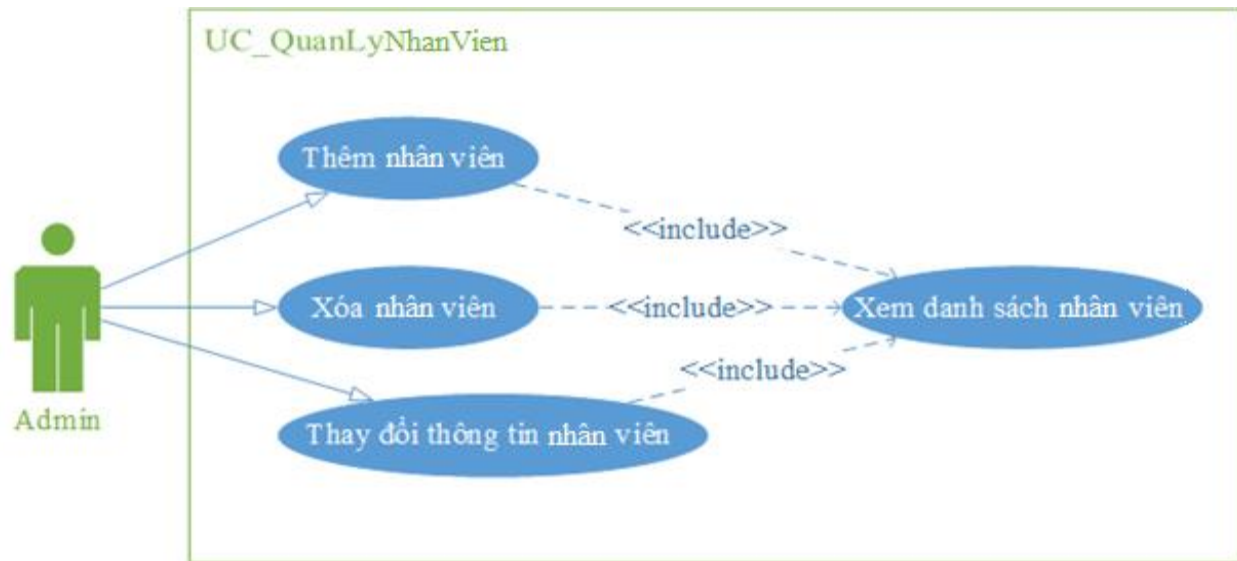 UC_QuanLyNhanVien
Thêm nhân viên
<<include>>
Xóa nhân viên
<<include>>
Xem danh sách nhân viên
<<include>>
Admin
Thay đổi thông tin nhân viên